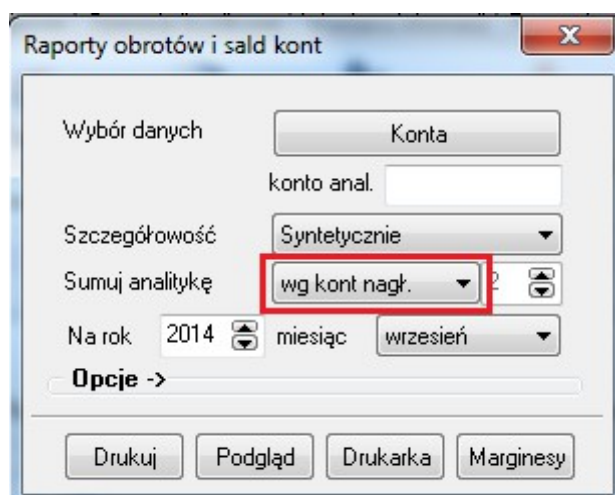 Raporty obrotów i sald kont
Wybór danych Konta
konto anal.
Szczegółowość Syntetycznie
Sumuj analitykę wg kont nagł. 2
Na rok 2014 miesiąc wrzesień
Opcje ->
Drukuj Podgląd Drukarka Marginesy